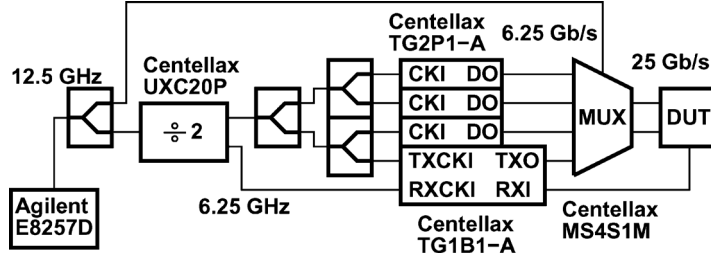 Centellax
TG2P1-A
6.25 Gb/s
12.5 GHz
Centellax
UXC20P
25 Gb/s
CKI DO
CKI DO
CKI DO
÷ 2
MUX
DUT
TXCKI TXO
RXCKI RXI
Agilent
E8257D
6.25 GHz
Centellax
TG1B1-A
Centellax
MS4S1M